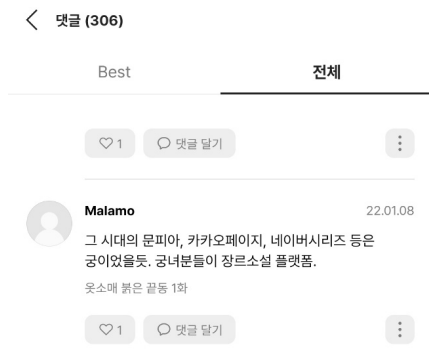 댓글 (306)
Best 전체
1 댓글 달기
Malamo 22.01.08
그 시대의 문피아, 카카오페이지, 네이버시리즈 등은
궁이었을듯. 궁녀분들이 장르소설 플랫폼.
옷소매 붉은 끝동 1화
1 댓글 달기